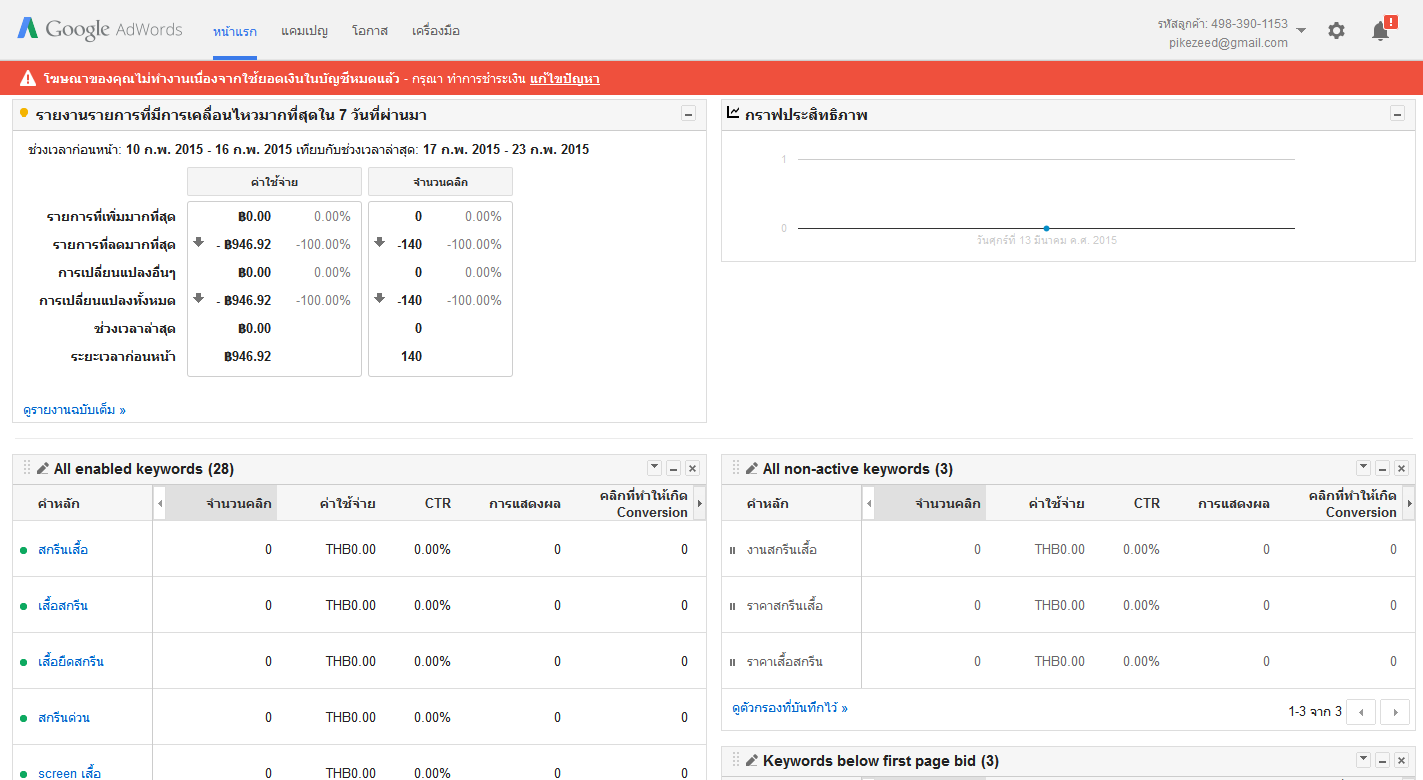 Google AdWords
หน้าแรก แคมเปญ โอกาส เครื่องมือ
รหัสลูกค้า: 498-390-1153
pikezeed@gmail.com
!
โฆษณาของคุณไม่ทำงานเนื่องจากใช้ยอดเงินในบัญชีหมดแล้ว - กรุณา ทำการชำระเงิน แก้ไขปัญหา
รายงานรายการที่มีการเคลื่อนไหวมากที่สุดใน 7 วันที่ผ่านมา
ช่วงเวลาก่อนหน้า: 10 ก.พ. 2015 - 16 ก.พ. 2015 เทียบกับช่วงเวลาล่าสุด: 17 ก.พ. 2015 - 23 ก.พ. 2015
ค่าใช้จ่าย จำนวนคลิก
รายการที่เพิ่มมากที่สุด ฿0.00 0.00% 0 0.00%
รายการที่ลดมากที่สุด - ฿946.92 -100.00% -140 -100.00%
การเปลี่ยนแปลงอื่นๆ ฿0.00 0.00% 0 0.00%
การเปลี่ยนแปลงทั้งหมด - ฿946.92 -100.00% -140 -100.00%
ช่วงเวลาล่าสุด ฿0.00 0
ระยะเวลาก่อนหน้า ฿946.92 140
ดูรายงานฉบับเต็ม »
กราฟประสิทธิภาพ
1
0
วันศุกร์ที่ 13 มีนาคม ค.ศ. 2015
All enabled keywords (28)
คำหลัก จำนวนคลิก ค่าใช้จ่าย CTR การแสดงผล คลิกที่ทำให้เกิด
Conversion
สกรีนเสื้อ 0 THB0.00 0.00% 0 0
เสื้อสกรีน 0 THB0.00 0.00% 0 0
เสื้อยืดสกรีน 0 THB0.00 0.00% 0 0
สกรีนด่วน 0 THB0.00 0.00% 0 0
screen เสื้อ 0 THB0.00 0.00% 0 0
All non-active keywords (3)
คำหลัก จำนวนคลิก ค่าใช้จ่าย CTR การแสดงผล คลิกที่ทำให้เกิด
Conversion
งานสกรีนเสื้อ 0 THB0.00 0.00% 0 0
ราคาสกรีนเสื้อ 0 THB0.00 0.00% 0 0
ราคาเสื้อสกรีน 0 THB0.00 0.00% 0 0
ดูตัวกรองที่บันทึกไว้ »
1-3 จาก 3
Keywords below first page bid (3)